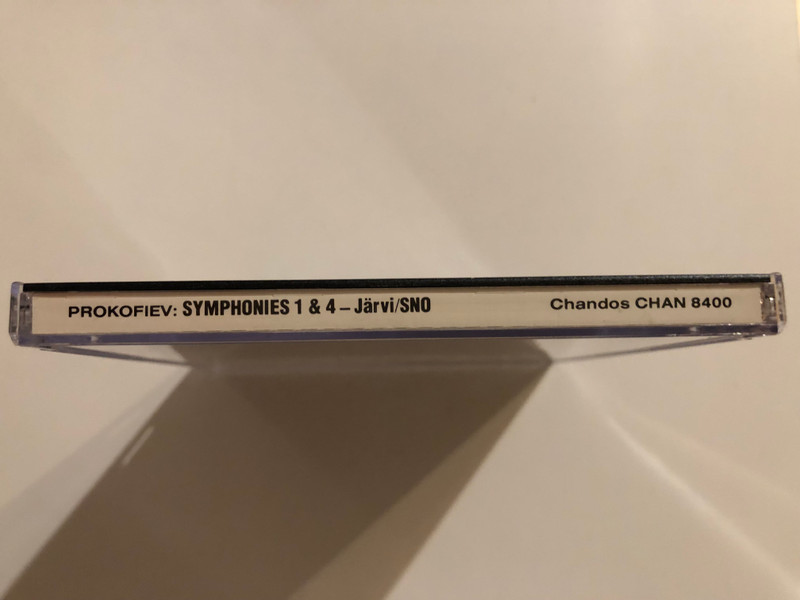 PROKOFIEV: SYMPHONIES 1 & 4 – Järvi/SNO Chandos CHAN 8400